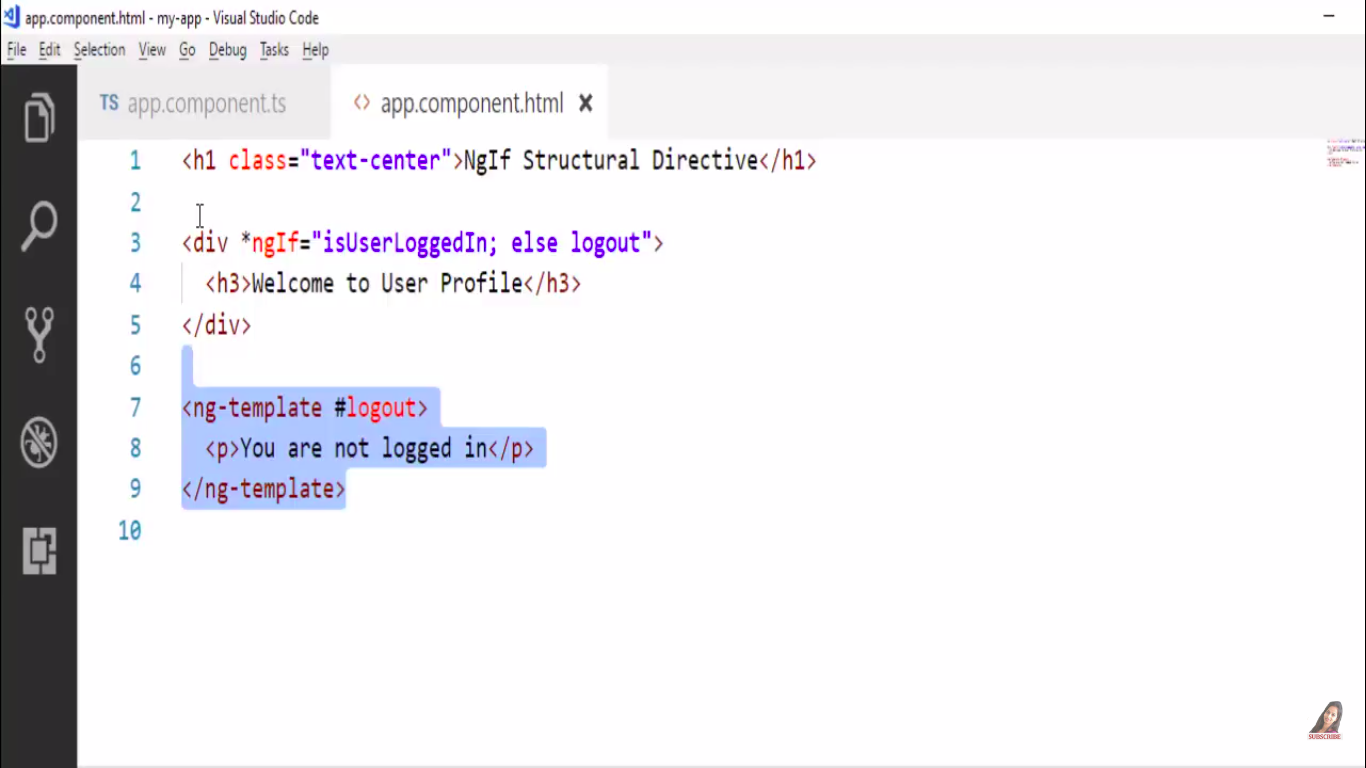 app.component.html - my-app - Visual Studio Code
File Edit Selection View Go Debug Tasks Help
TS app.component.ts <> app.component.html
1 <h1 class="text-center">NgIf Structural Directive</h1>
2
3 <div *ngIf="isUserLoggedIn; else logout">
4 <h3>Welcome to User Profile</h3>
5 </div>
6
7 <ng-template #logout>
8 <p>You are not logged in</p>
9 </ng-template>
10
SUBSCRIBE